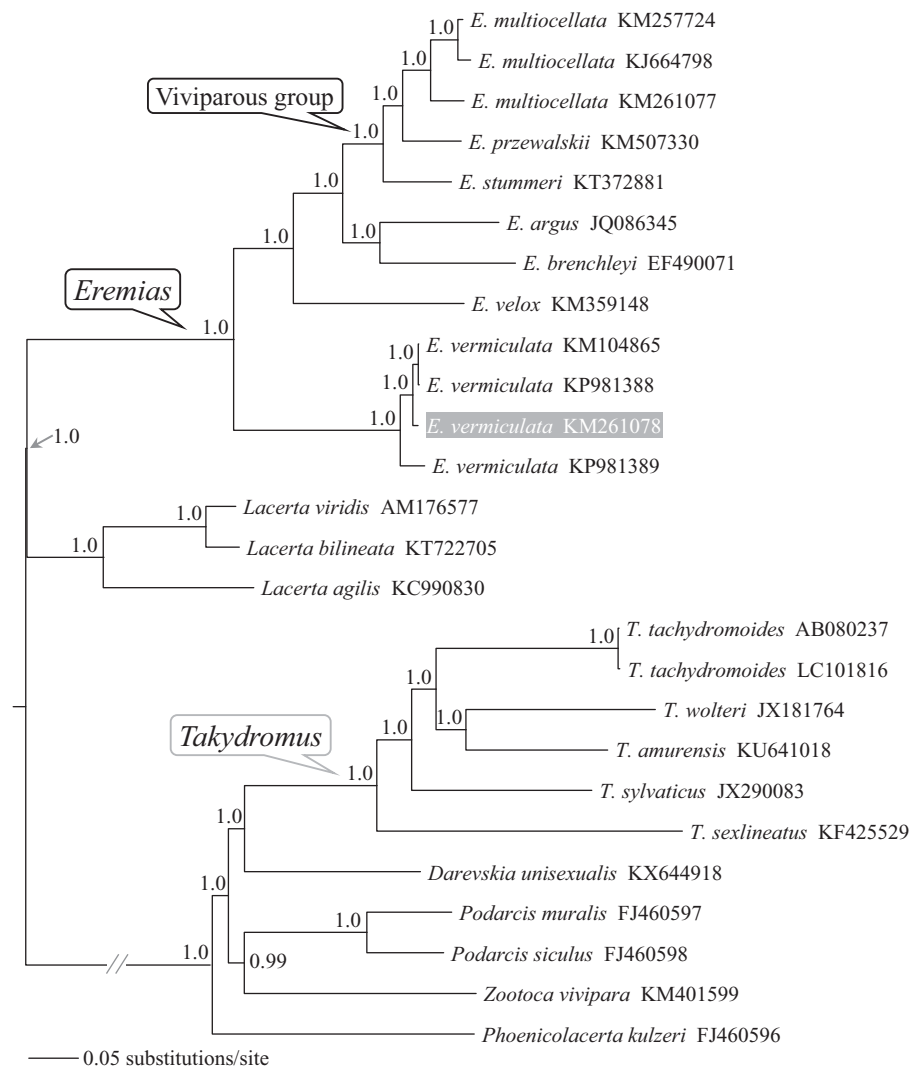 1.0 E. multiocellata KM257724
1.0 E. multiocellata KJ664798
Viviparous group 1.0 E. multiocellata KM261077
1.0 E. przewalskii KM507330
1.0 E. stummeri KT372881
1.0 E. argus JQ086345
1.0 E. brenchleyi EF490071
Eremias 1.0 E. velox KM359148
1.0 E. vermiculata KM104865
1.0 E. vermiculata KP981388
1.0 E. vermiculata KM261078
1.0 E. vermiculata KP981389
1.0
1.0 Lacerta viridis AM176577
Lacerta bilineata KT722705
1.0 Lacerta agilis KC990830
1.0 T. tachydromoides AB080237
T. tachydromoides LC101816
1.0 T. wolteri JX181764
1.0 T. amurensis KU641018
Takydromus 1.0 T. sylvaticus JX290083
1.0 T. sexlineatus KF425529
1.0 Darevskia unisexualis KX644918
1.0 Podarcis muralis FJ460597
1.0 Podarcis siculus FJ460598
0.99 Zootoca vivipara KM401599
1.0 Phoenicolacerta kulzeri FJ460596
0.05 substitutions/site